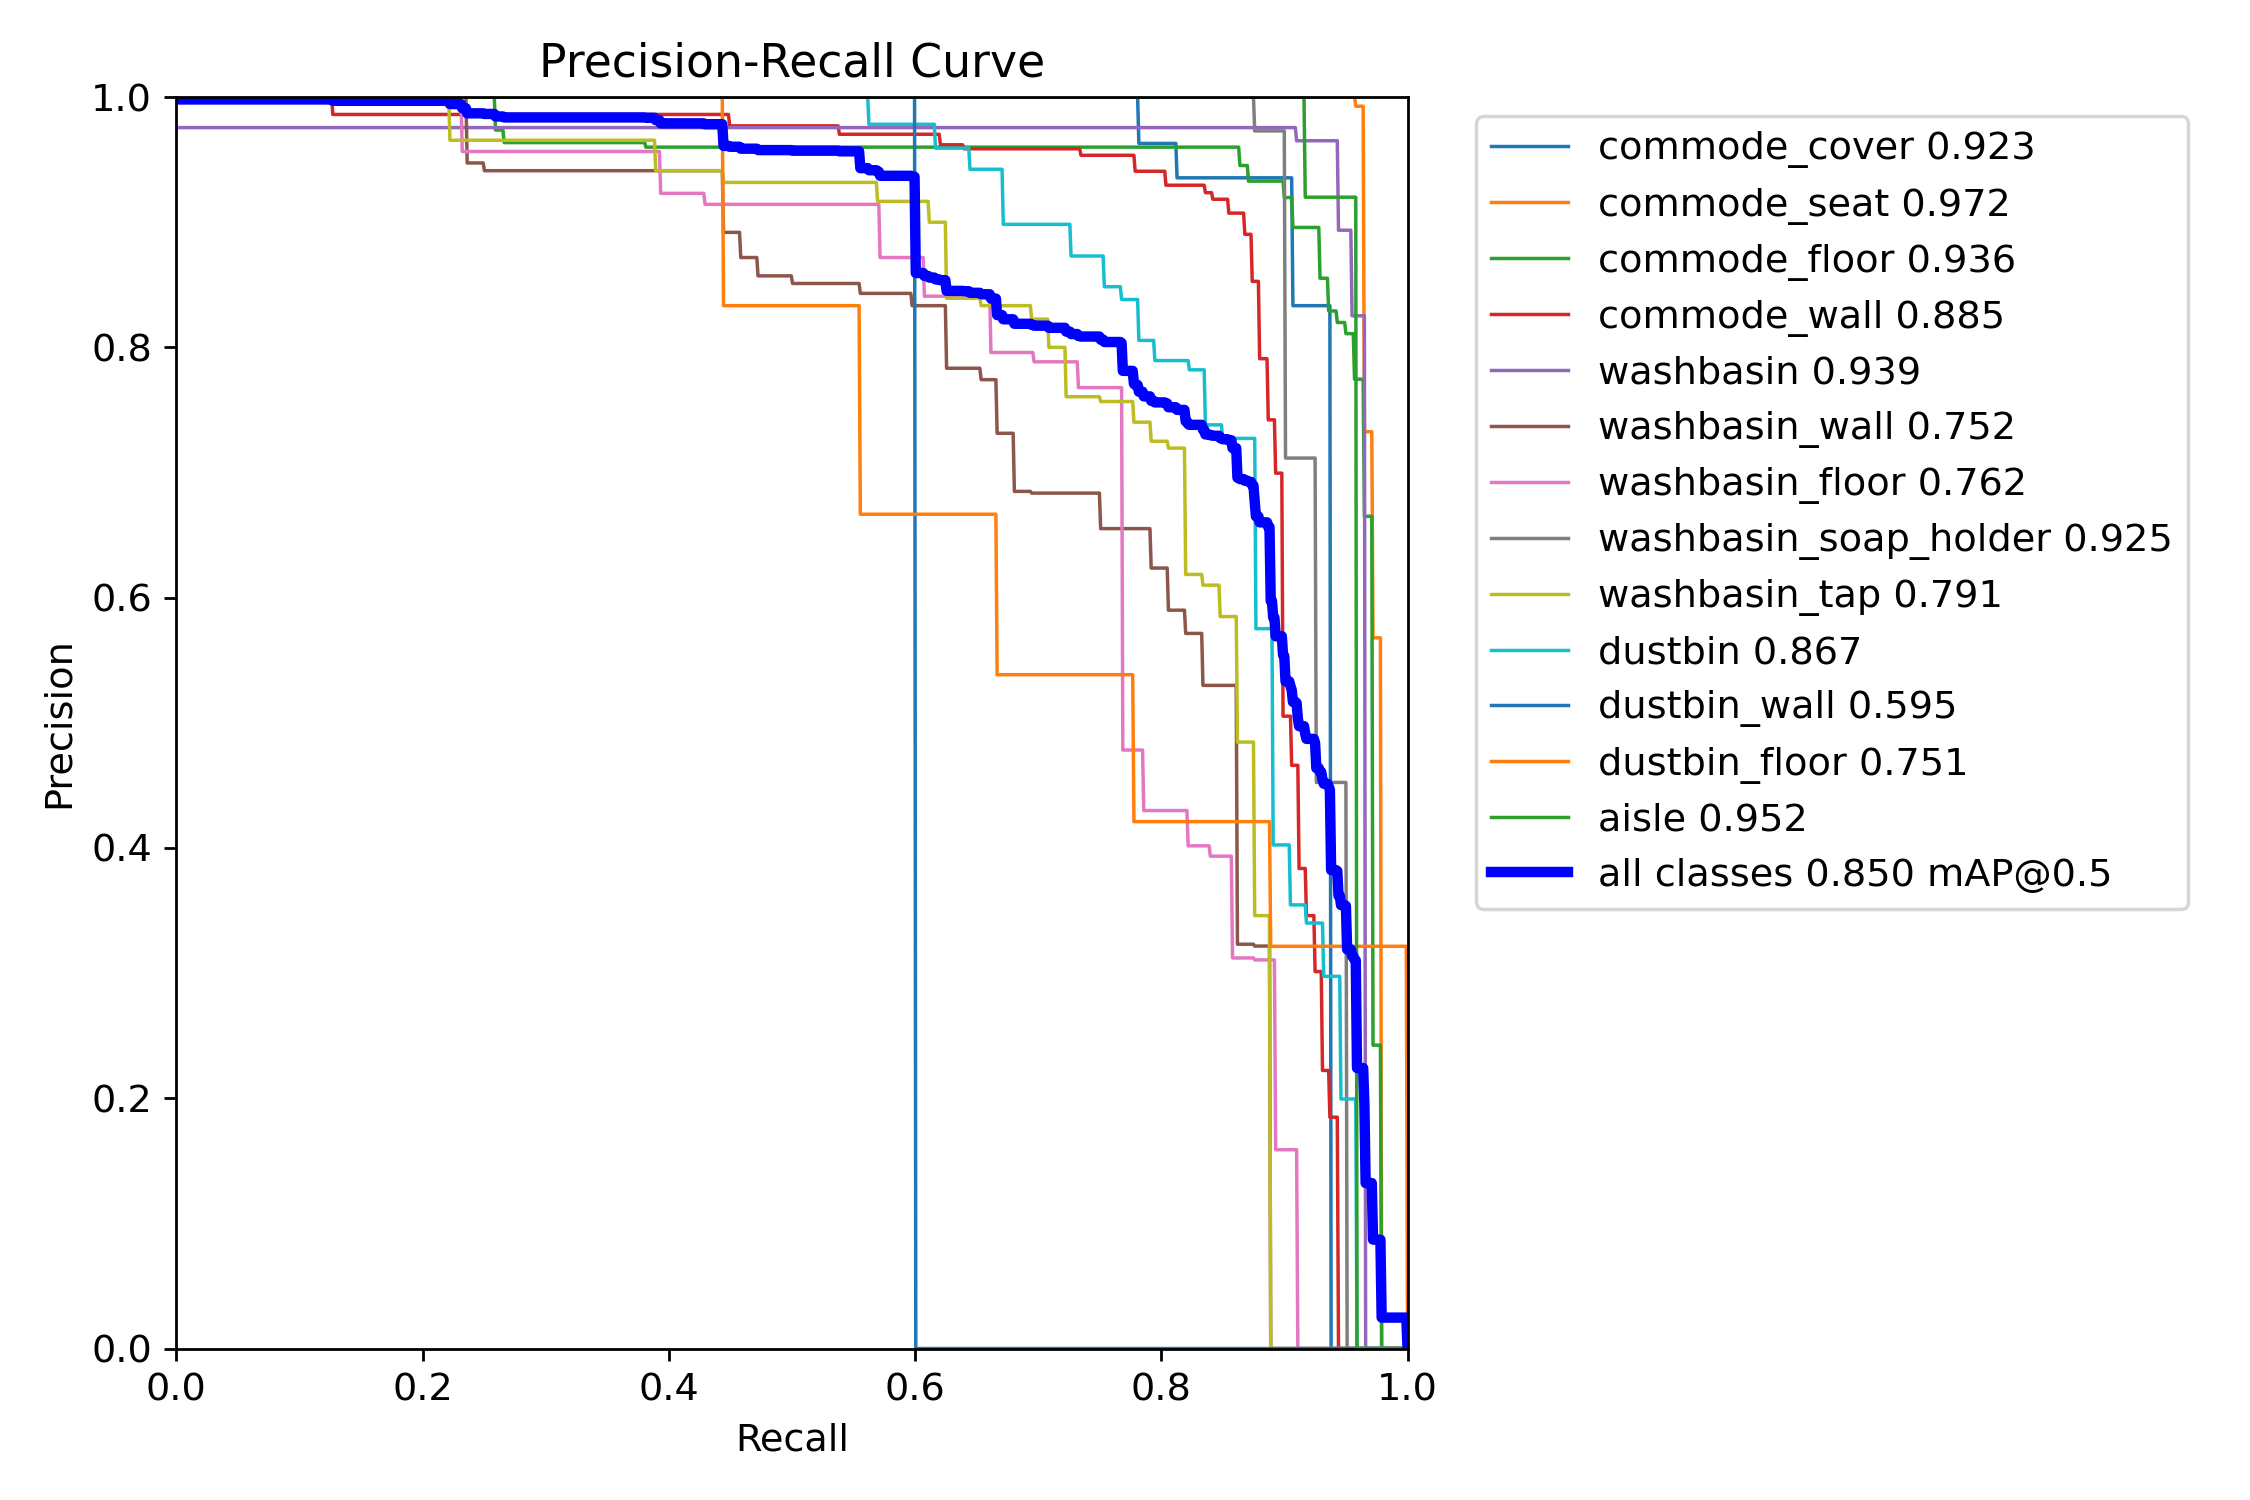 Precision-Recall Curve
1.0
0.8
0.6
0.4
0.2
0.0
Precision
0.0 0.2 0.4 0.6 0.8 1.0
Recall
commode_cover 0.923
commode_seat 0.972
commode_floor 0.936
commode_wall 0.885
washbasin 0.939
washbasin_wall 0.752
washbasin_floor 0.762
washbasin_soap_holder 0.925
washbasin_tap 0.791
dustbin 0.867
dustbin_wall 0.595
dustbin_floor 0.751
aisle 0.952
all classes 0.850 mAP@0.5